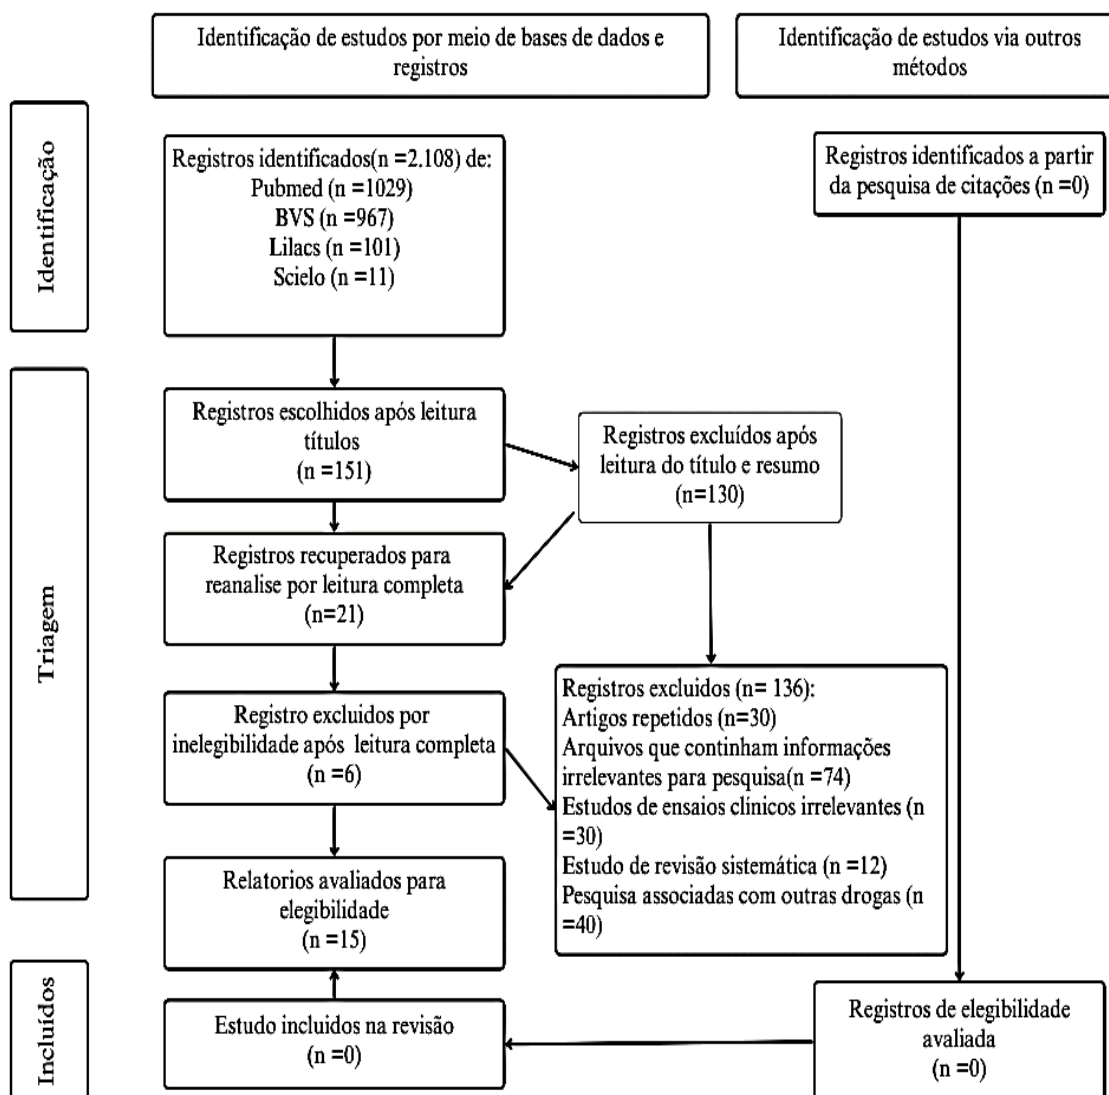 Identificação de estudos por meio de bases de dados e
registros
Identificação de estudos via outros
métodos
Identificação
Registros identificados(n =2.108) de:
Pubmed (n =1029)
BVS (n =967)
Lilacs (n =101)
Scielo (n =11)
Registros identificados a partir
da pesquisa de citações (n =0)
Triagem
Registros escolhidos após leitura
títulos
(n =151)
Registros excluídos após
leitura do título e resumo
(n=130)
Registros recuperados para
reanalise por leitura completa
(n=21)
Registro excluidos por
inelegibilidade após leitura completa
(n =6)
Registros excluidos (n= 136):
Artigos repetidos (n=30)
Arquivos que continham informações
irrelevantes para pesquisa(n =74)
Estudos de ensaios clínicos irrelevantes (n
=30)
Estudo de revisão sistemática (n =12)
Pesquisa associadas com outras drogas (n
=40)
Relatorios avaliados para
elegibilidade
(n =15)
Incluídos
Estudo incluidos na revisão
(n =0)
Registros de elegibilidade
avaliada
(n =0)